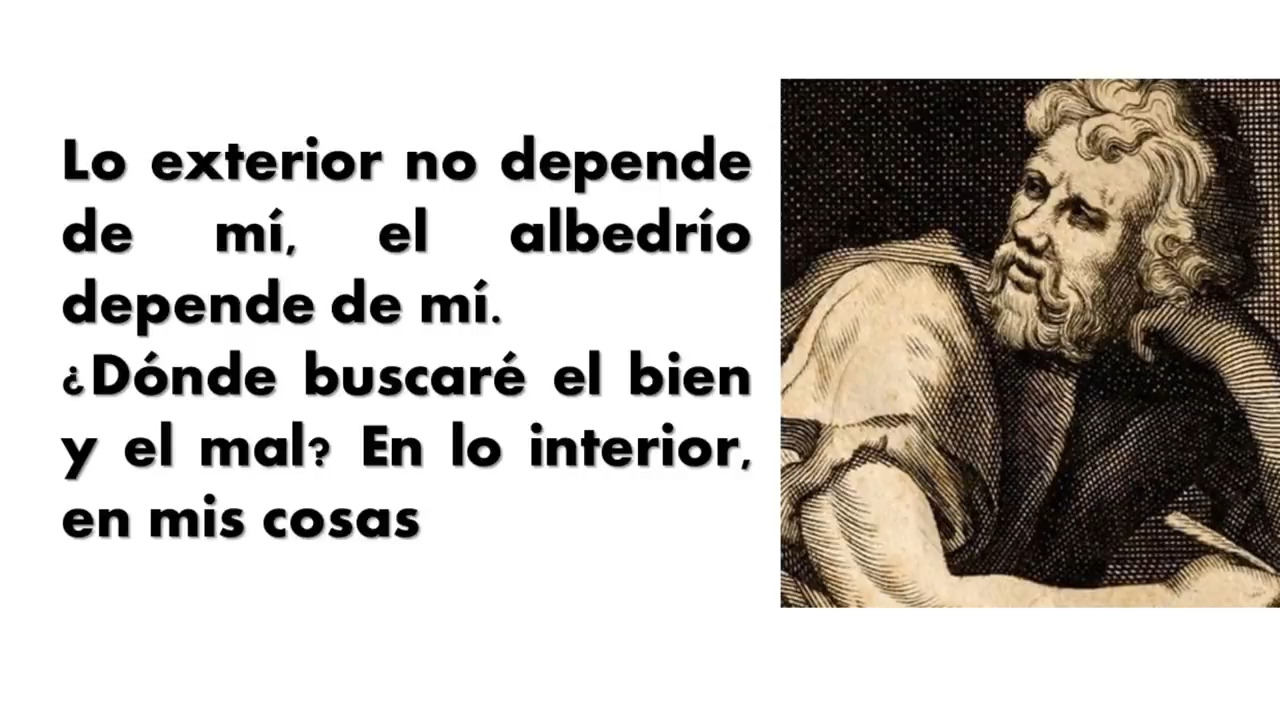 Lo exterior no depende
de mí, el albedrío
depende de mí.
¿Dónde buscaré el bien
y el mal? En lo interior,
en mis cosas